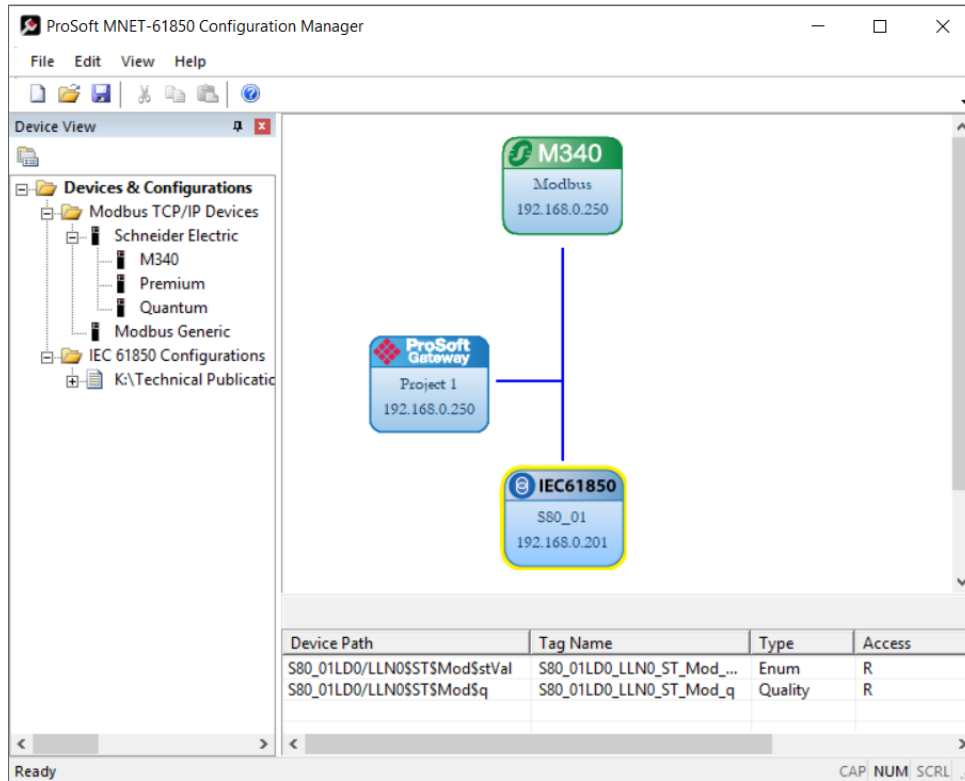 ProSoft MNET-61850 Configuration Manager
File Edit View Help
Device View
Devices & Configurations
Modbus TCP/IP Devices
Schneider Electric
M340
Premium
Quantum
Modbus Generic
IEC 61850 Configurations
K:\Technical Publicatic
M340
Modbus
192.168.0.250
ProSoft
Gateway
Project 1
192.168.0.250
IEC61850
S80_01
192.168.0.201
Device Path Tag Name Type Access
S80_01LD0/LLN0$ST$Mod$stVal S80_01LD0_LLN0_ST_Mod_... Enum R
S80_01LD0/LLN0$ST$Mod$q S80_01LD0_LLN0_ST_Mod_q Quality R
Ready CAP NUM SCRL